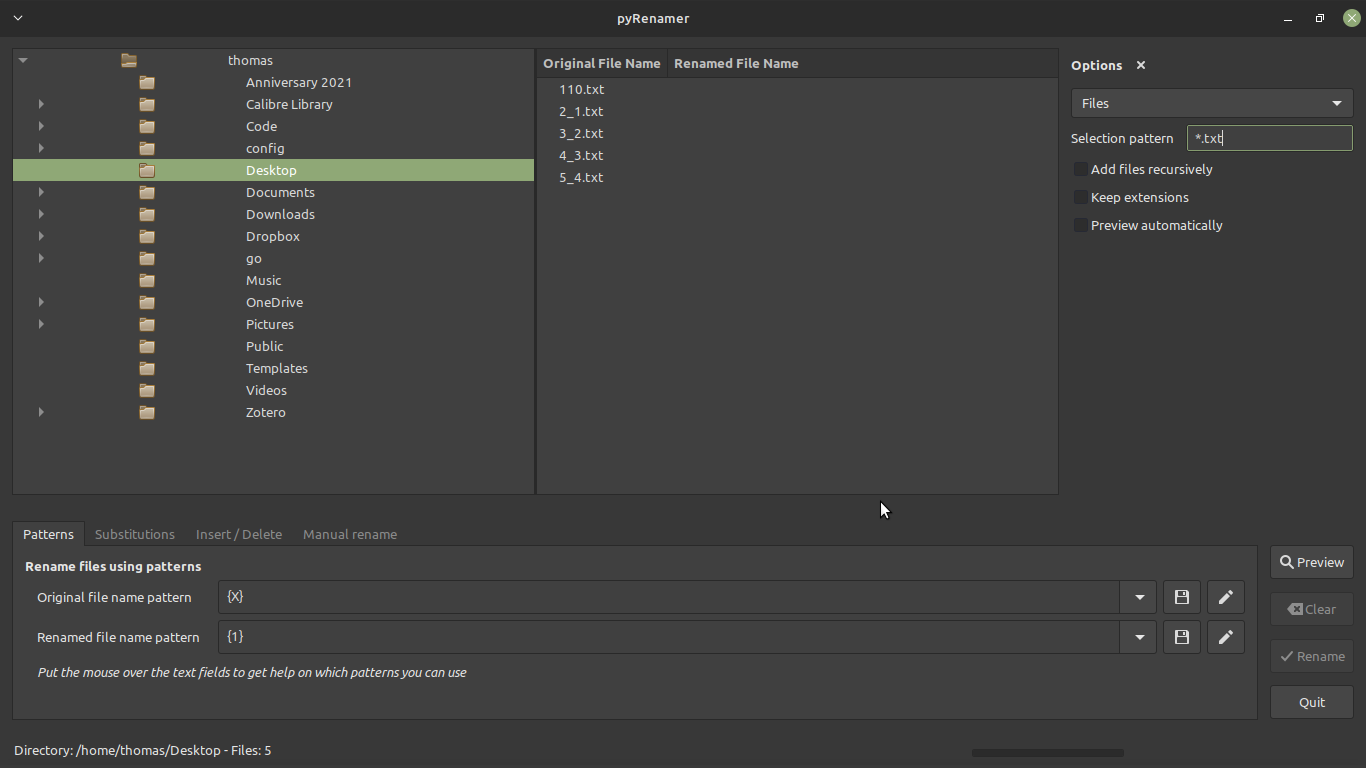 pyRenamer
thomas
Anniversary 2021
Calibre Library
Code
config
Desktop
Documents
Downloads
Dropbox
go
Music
OneDrive
Pictures
Public
Templates
Videos
Zotero
Original File Name Renamed File Name
110.txt
2_1.txt
3_2.txt
4_3.txt
5_4.txt
Options
Files
Selection pattern *.txt
Add files recursively
Keep extensions
Preview automatically
Patterns Substitutions Insert / Delete Manual rename
Rename files using patterns
Original file name pattern {X}
Renamed file name pattern {1}
Put the mouse over the text fields to get help on which patterns you can use
Preview
Clear
Rename
Quit
Directory: /home/thomas/Desktop - Files: 5